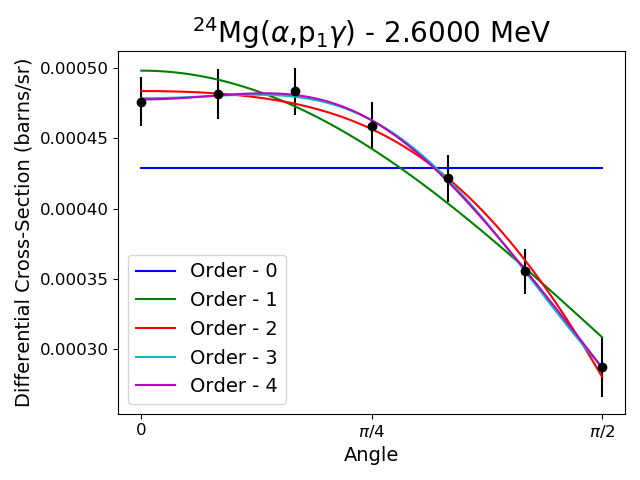 ²⁴Mg(α,p₁γ) - 2.6000 MeV
Differential Cross-Section (barns/sr)
0.00050
0.00045
0.00040
0.00035
0.00030
Order - 0
Order - 1
Order - 2
Order - 3
Order - 4
0 π/4 π/2
Angle